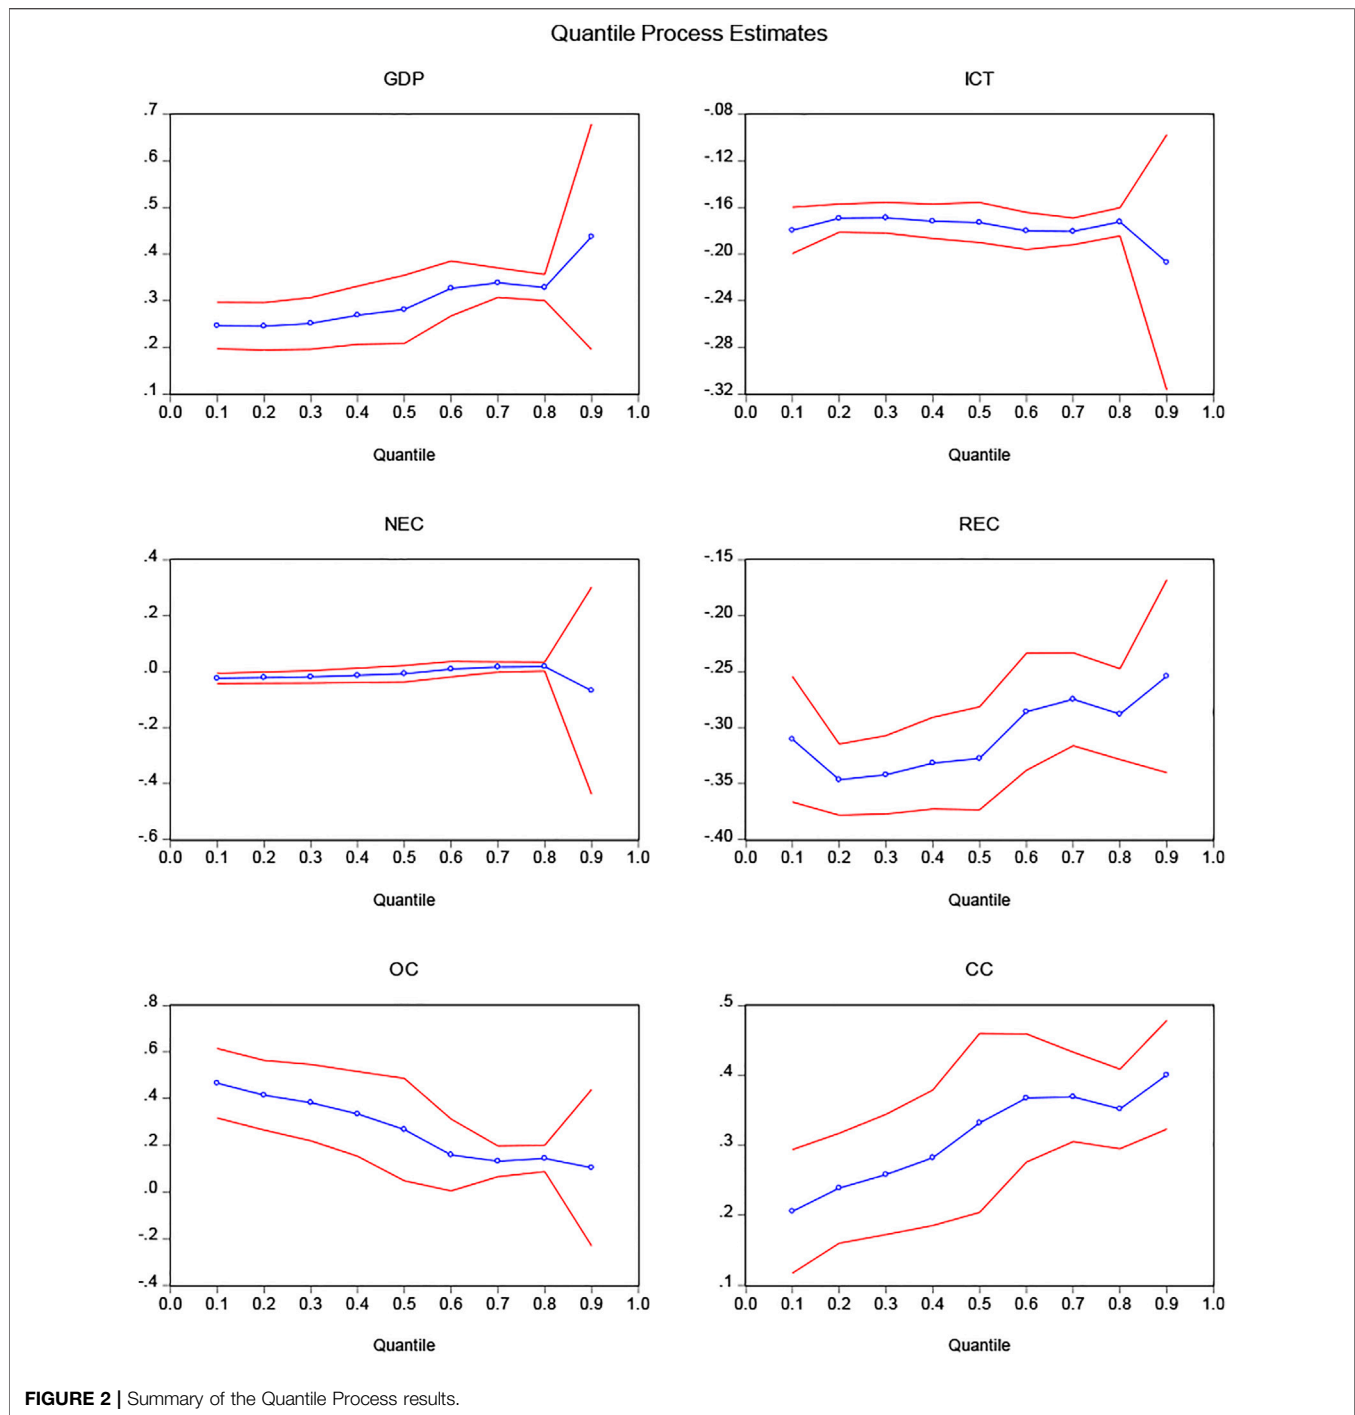 Quantile Process Estimates
GDP
.7
.6
.5
.4
.3
.2
.1
0.0 0.1 0.2 0.3 0.4 0.5 0.6 0.7 0.8 0.9 1.0
Quantile
ICT
-.08
-.12
-.16
-.20
-.24
-.28
-.32
0.0 0.1 0.2 0.3 0.4 0.5 0.6 0.7 0.8 0.9 1.0
Quantile
NEC
.4
.2
.0
-.2
-.4
-.6
0.0 0.1 0.2 0.3 0.4 0.5 0.6 0.7 0.8 0.9 1.0
Quantile
REC
-.15
-.20
-.25
-.30
-.35
-.40
0.0 0.1 0.2 0.3 0.4 0.5 0.6 0.7 0.8 0.9 1.0
Quantile
OC
.8
.6
.4
.2
.0
-.2
-.4
0.0 0.1 0.2 0.3 0.4 0.5 0.6 0.7 0.8 0.9 1.0
Quantile
CC
.5
.4
.3
.2
.1
0.0 0.1 0.2 0.3 0.4 0.5 0.6 0.7 0.8 0.9 1.0
Quantile
FIGURE 2 | Summary of the Quantile Process results.